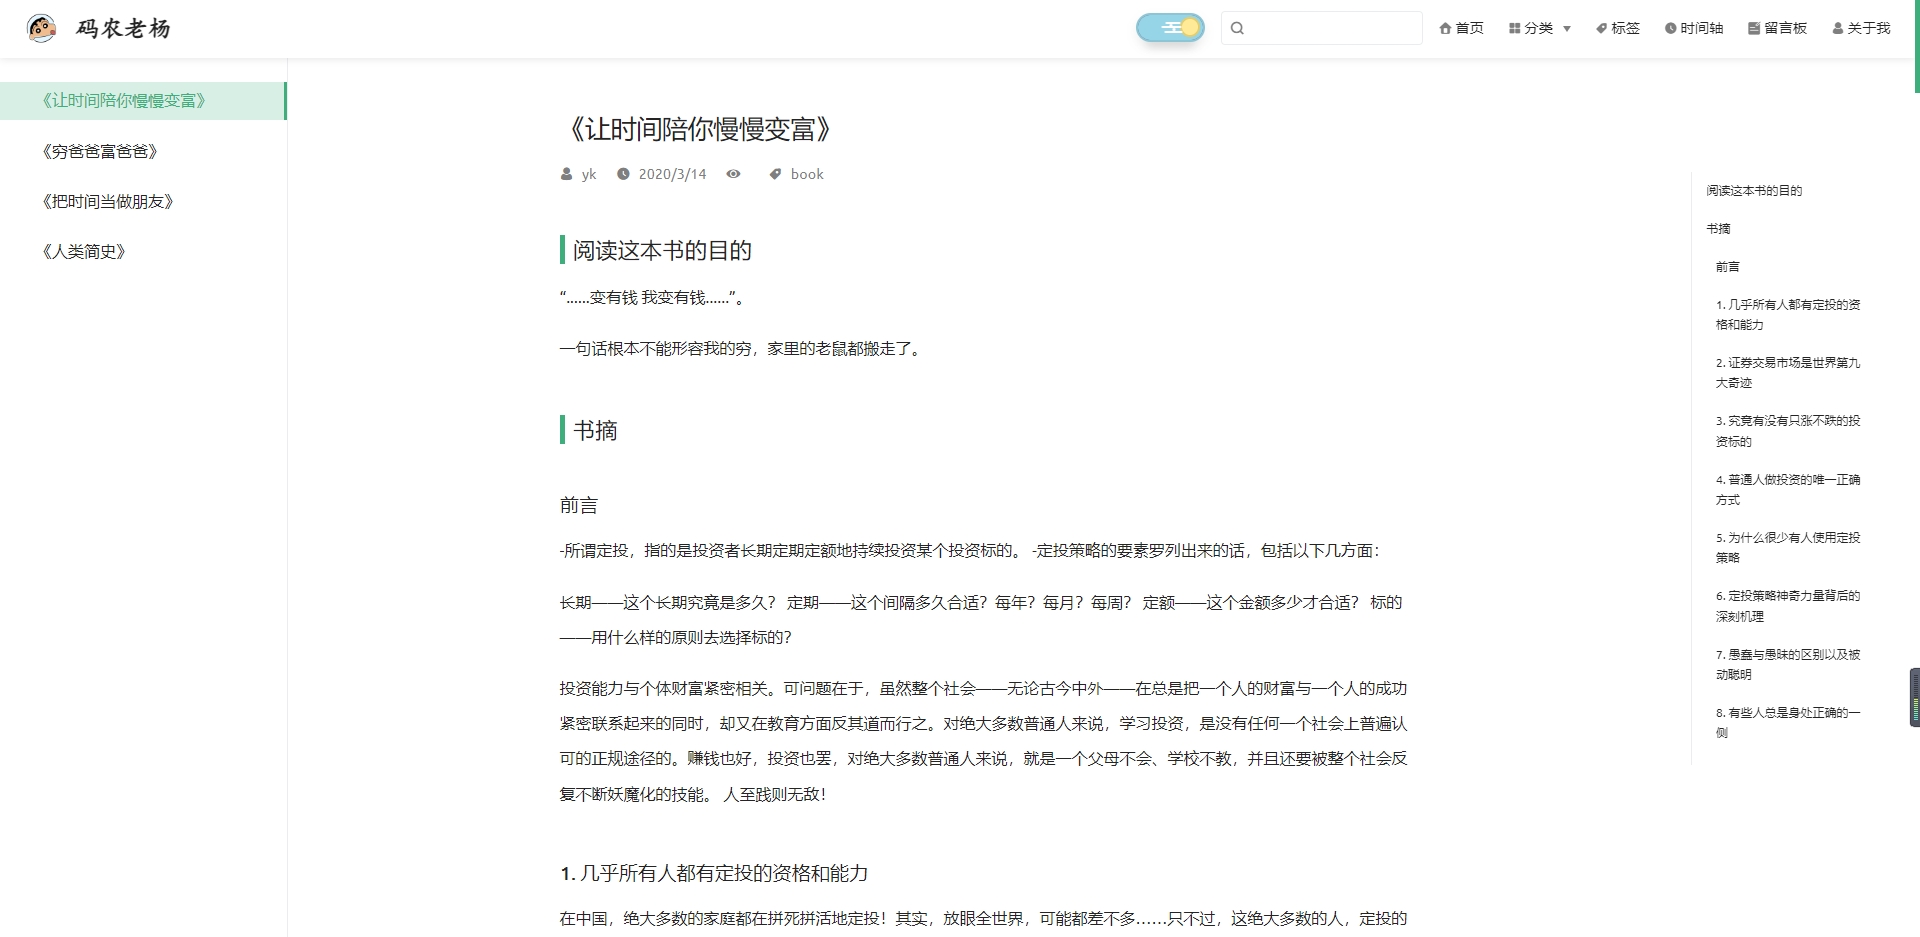 码农老杨
首页
分类
标签
时间轴
留言板
关于我
《让时间陪你慢慢变富》
《穷爸爸富爸爸》
《把时间当做朋友》
《人类简史》
《让时间陪你慢慢变富》
yk 2020/3/14 book
阅读这本书的目的
“......变有钱 我变有钱......”。
一句话根本不能形容我的穷，家里的老鼠都搬走了。
书摘
前言
-所谓定投，指的是投资者长期定期定额地持续投资某个投资标的。 -定投策略的要素罗列出来的话，包括以下几方面：
长期——这个长期究竟是多久？ 定期——这个间隔多久合适？每年？每月？每周？ 定额——这个金额多少才合适？ 标的
——用什么样的原则去选择标的？
投资能力与个体财富紧密相关。可问题在于，虽然整个社会——无论古今中外——在总是把一个人的财富与一个人的成功
紧密联系起来的同时，却又在教育方面反其道而行之。对绝大多数普通人来说，学习投资，是没有任何一个社会上普遍认
可的正规途径的。赚钱也好，投资也罢，对绝大多数普通人来说，就是一个父母不会、学校不教，并且还要被整个社会反
复不断妖魔化的技能。 人至践则无敌！
1. 几乎所有人都有定投的资格和能力
在中国，绝大多数的家庭都在拼死拼活地定投！其实，放眼全世界，可能都差不多……只不过，这绝大多数的人，定投的
阅读这本书的目的
书摘
前言
1. 几乎所有人都有定投的资
格和能力
2. 证券交易市场是世界第九
大奇迹
3. 究竟有没有只涨不跌的投
资标的
4. 普通人做投资的唯一正确
方式
5. 为什么很少有人使用定投
策略
6. 定投策略神奇力量背后的
深刻机理
7. 愚蠢与愚昧的区别以及被
动聪明
8. 有些人总是身处正确的一
侧